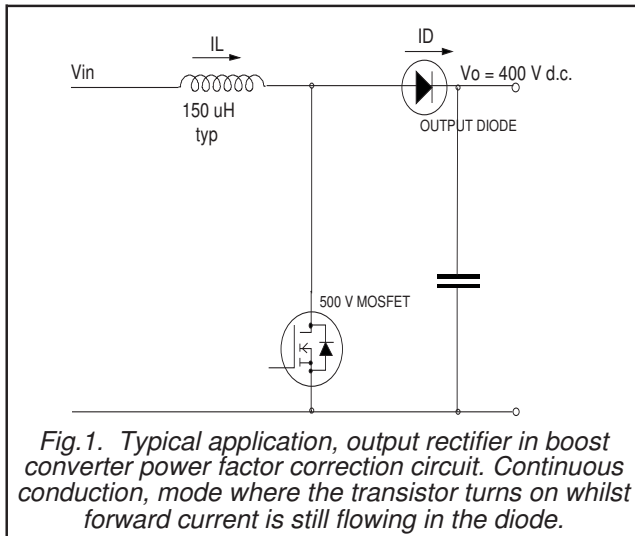 IL
ID
Vin
Vo = 400 V d.c.
150 uH
typ
OUTPUT DIODE
500 V MOSFET
Fig.1. Typical application, output rectifier in boost
converter power factor correction circuit. Continuous
conduction, mode where the transistor turns on whilst
forward current is still flowing in the diode.